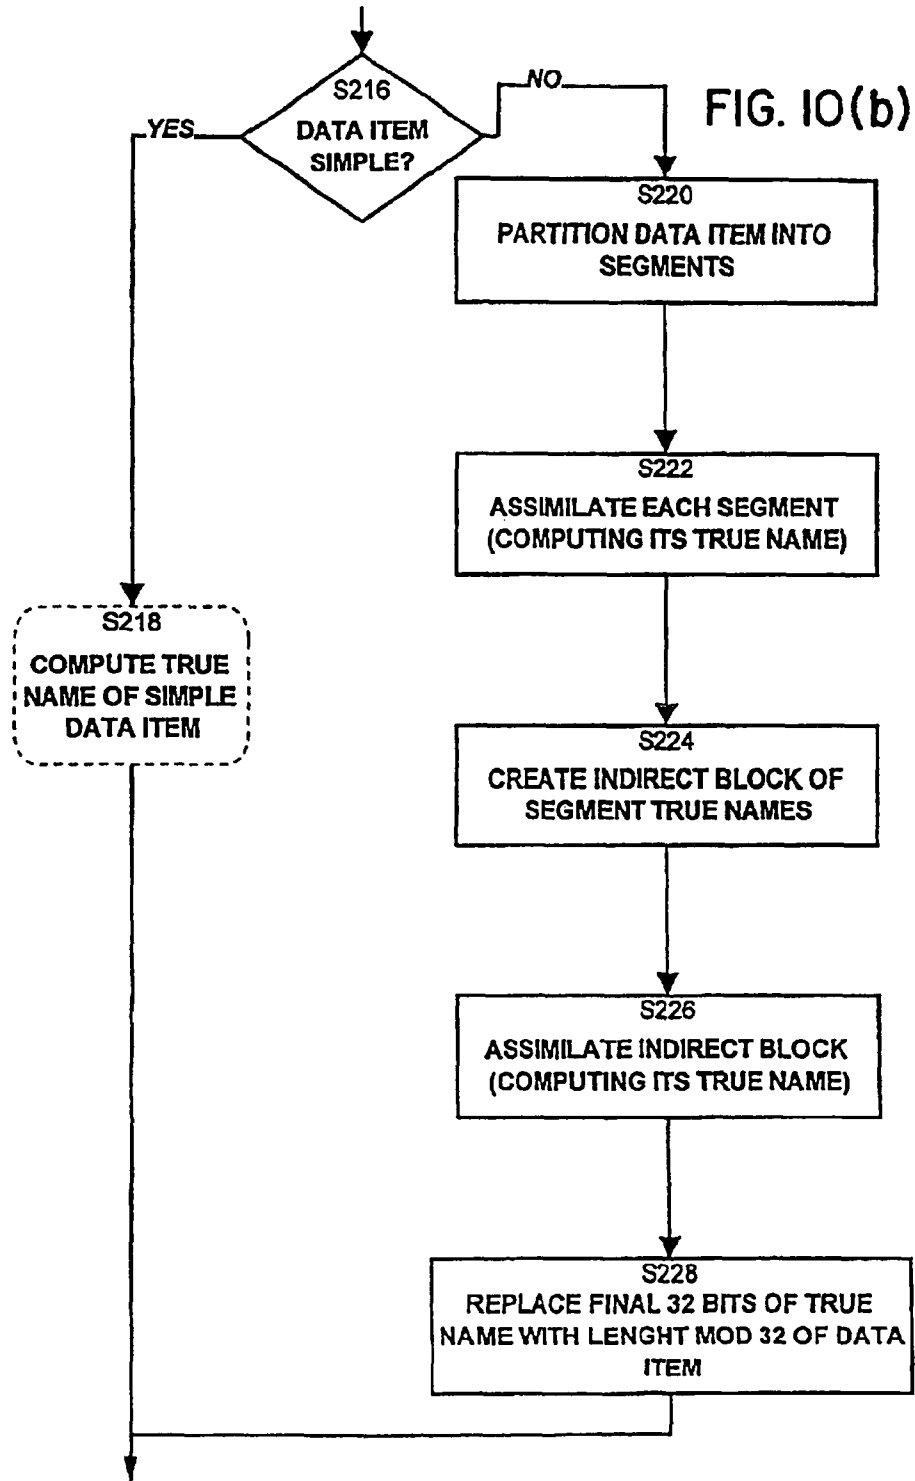 FIG. 10(b)
S216
DATA ITEM
SIMPLE?
YES
NO
S220
PARTITION DATA ITEM INTO
SEGMENTS
S222
ASSIMILATE EACH SEGMENT
(COMPUTING ITS TRUE NAME)
S218
COMPUTE TRUE
NAME OF SIMPLE
DATA ITEM
S224
CREATE INDIRECT BLOCK OF
SEGMENT TRUE NAMES
S226
ASSIMILATE INDIRECT BLOCK
(COMPUTING ITS TRUE NAME)
S228
REPLACE FINAL 32 BITS OF TRUE
NAME WITH LENGHT MOD 32 OF DATA
ITEM